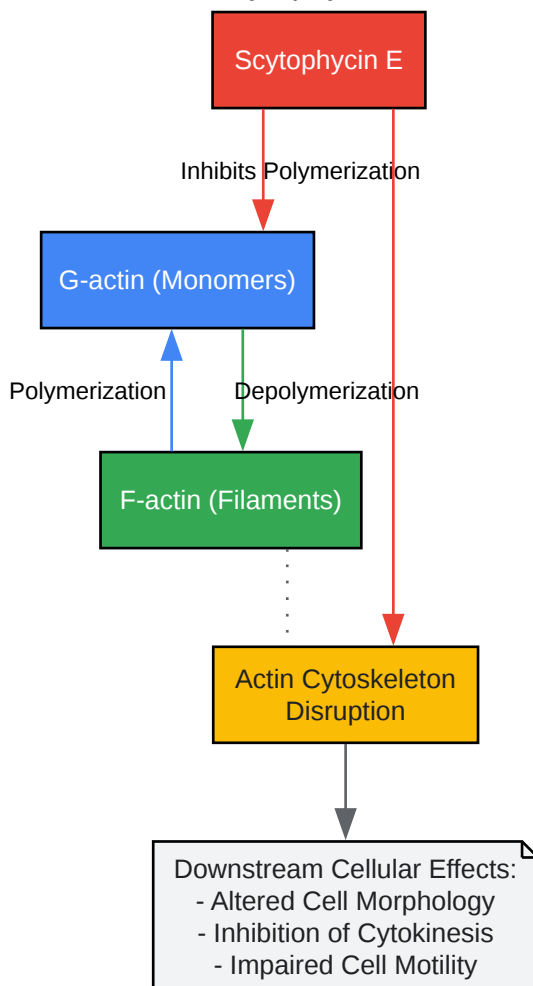 Scytophycin E
Inhibits Polymerization
G-actin (Monomers)
Polymerization
Depolymerization
F-actin (Filaments)
Actin Cytoskeleton
Disruption
Downstream Cellular Effects:
- Altered Cell Morphology
- Inhibition of Cytokinesis
- Impaired Cell Motility